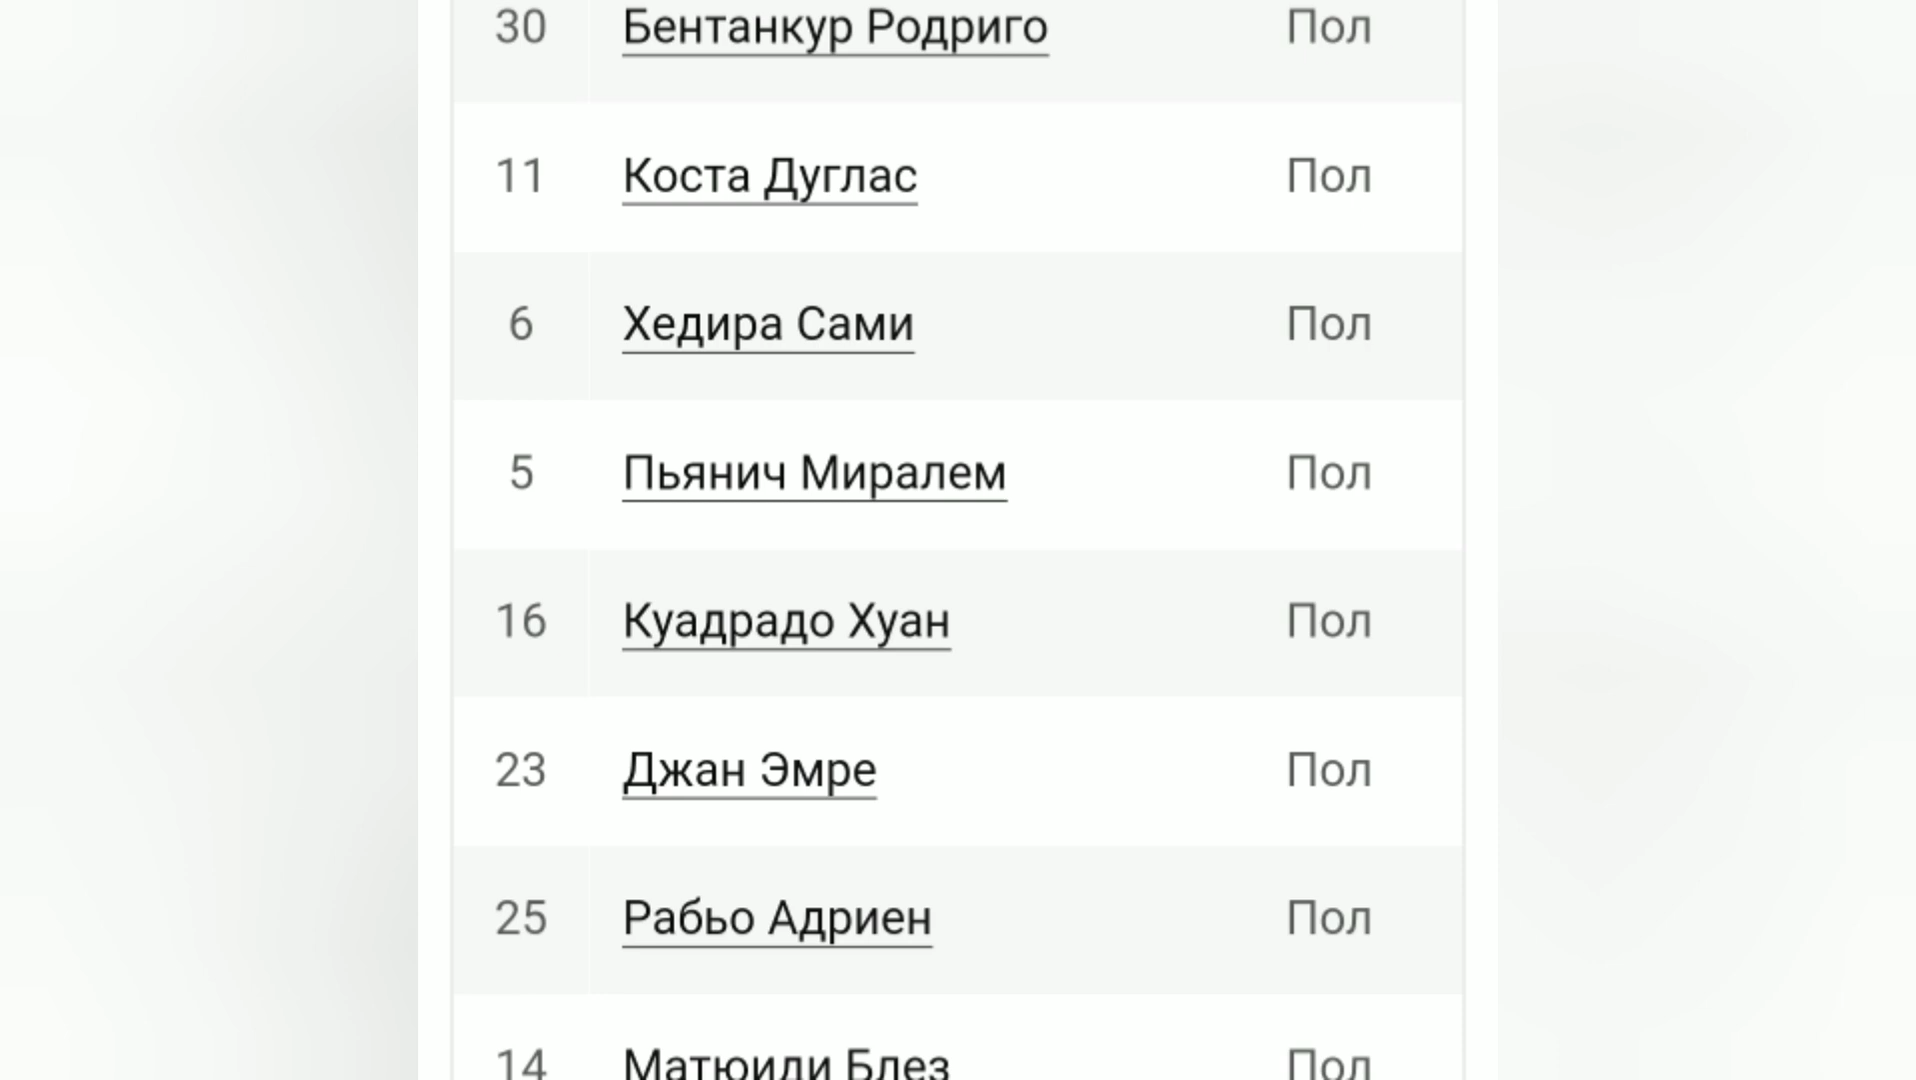 30 Бентанкур Родриго Пол
11 Коста Дуглас Пол
6 Хедира Сами Пол
5 Пьянич Миралем Пол
16 Куадрадо Хуан Пол
23 Джан Эмре Пол
25 Рабьо Адриен Пол
14 Матюиди Блез Пол